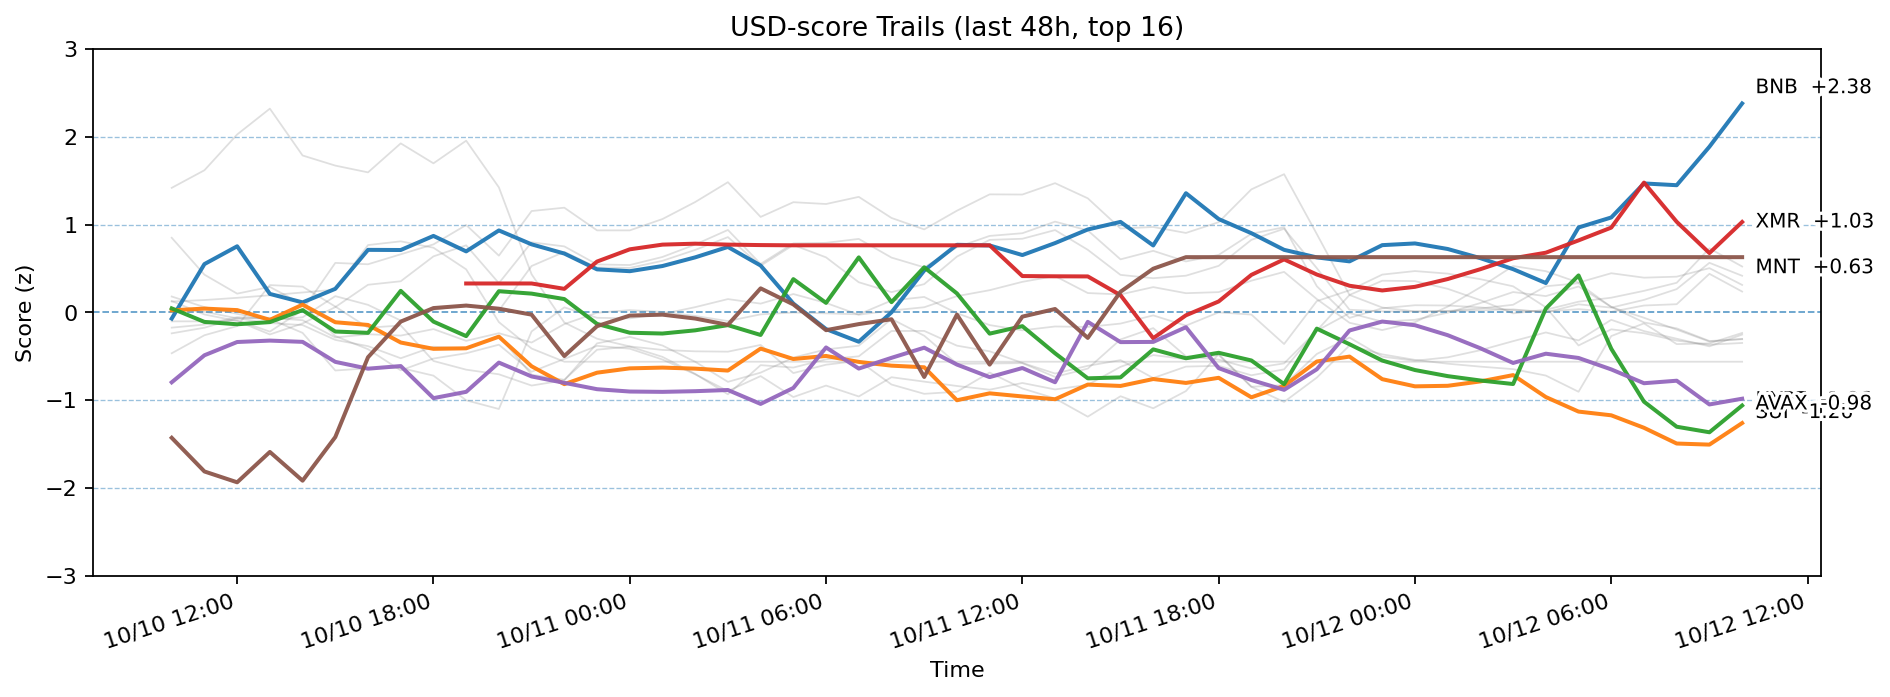 USD-score Trails (last 48h, top 16)
Score (z)
3
2
1
0
−1
−2
−3
BNB +2.38
XMR +1.03
MNT +0.63
AVAX -0.98
10/10 12:00
10/10 18:00
10/11 00:00
10/11 06:00
10/11 12:00
10/11 18:00
10/12 00:00
10/12 06:00
10/12 12:00
Time